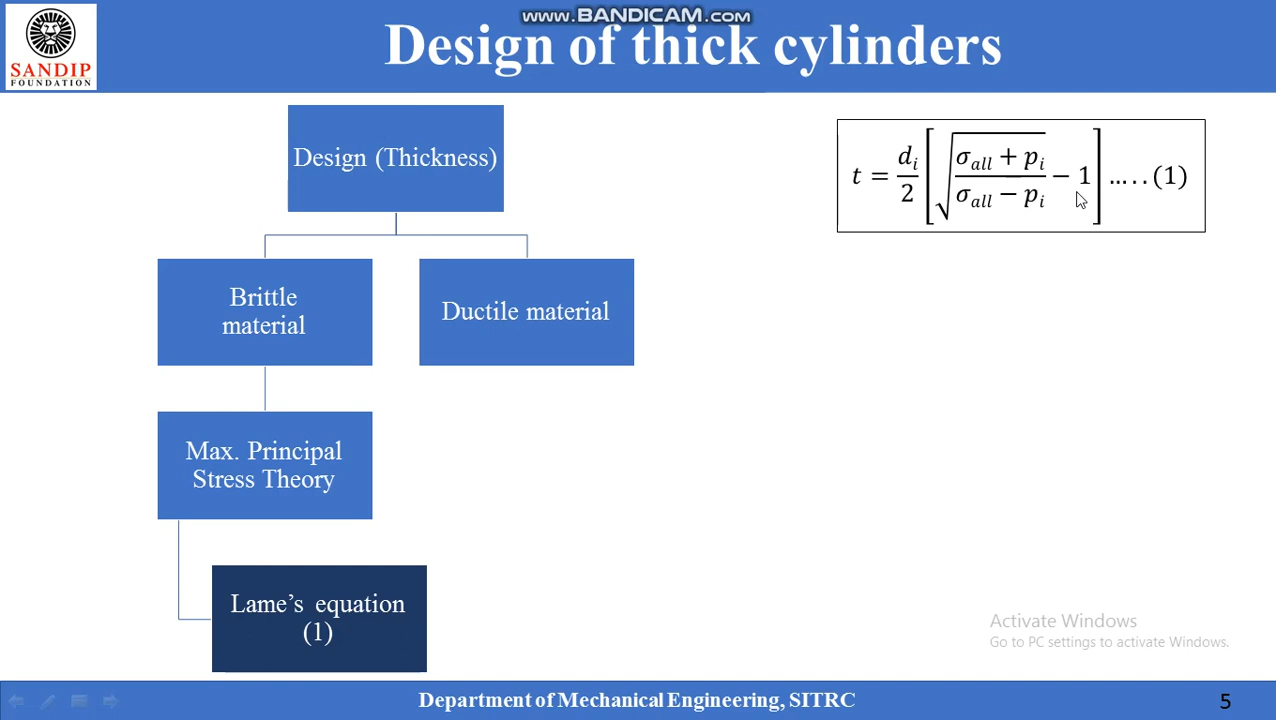 www.BANDICAM.com
SANDIP
FOUNDATION
Design of thick cylinders
Design (Thickness)
Brittle
material
Ductile material
Max. Principal
Stress Theory
Lame’s equation
(1)
t = d_i/2 [√((σ_all + p_i)/(σ_all − p_i)) − 1] ... . . (1)
Activate Windows
Go to PC settings to activate Windows.
Department of Mechanical Engineering, SITRC
5